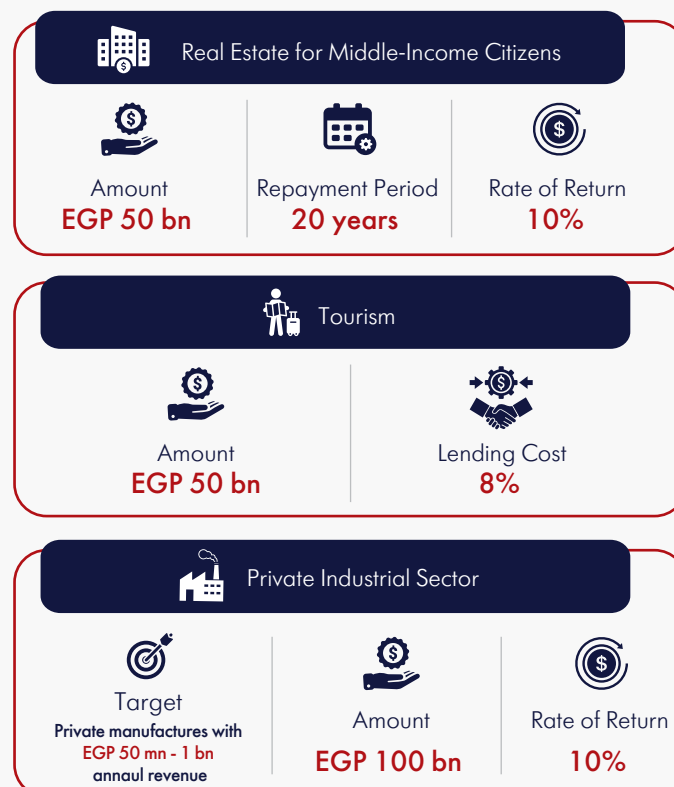 Real Estate for Middle-Income Citizens
Amount
EGP 50 bn
Repayment Period
20 years
Rate of Return
10%
Tourism
Amount
EGP 50 bn
Lending Cost
8%
Private Industrial Sector
Target
Private manufactures with
EGP 50 mn - 1 bn
annaul revenue
Amount
EGP 100 bn
Rate of Return
10%